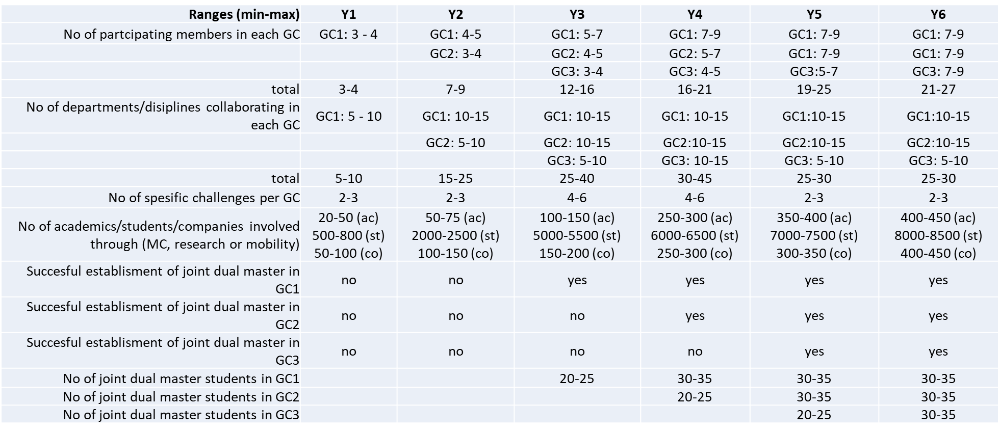 Ranges (min-max) Y1 Y2 Y3 Y4 Y5 Y6
No of partcipating members in each GC GC1: 3 - 4 GC1: 4-5 GC1: 5-7 GC1: 7-9 GC1: 7-9 GC1: 7-9
GC2: 3-4 GC2: 4-5 GC2: 5-7 GC1: 7-9 GC1: 7-9
GC3: 3-4 GC3: 4-5 GC3:5-7 GC3: 7-9
total 3-4 7-9 12-16 16-21 19-25 21-27
No of departments/disiplines collaborating in
each GC GC1: 5 - 10 GC1: 10-15 GC1: 10-15 GC1: 10-15 GC1:10-15 GC1:10-15
GC2: 5-10 GC2: 10-15 GC2:10-15 GC2:10-15 GC2:10-15
GC3: 5-10 GC3: 10-15 GC3: 5-10 GC3: 5-10
total 5-10 15-25 25-40 30-45 25-30 25-30
No of spesific challenges per GC 2-3 2-3 4-6 4-6 2-3 2-3
20-50 (ac) 50-75 (ac) 100-150 (ac) 250-300 (ac) 350-400 (ac) 400-450 (ac)
No of academics/students/companies involved 500-800 (st) 2000-2500 (st) 5000-5500 (st) 6000-6500 (st) 7000-7500 (st) 8000-8500 (st)
through (MC, research or mobility) 50-100 (co) 100-150 (co) 150-200 (co) 250-300 (co) 300-350 (co) 400-450 (co)
Succesful establisment of joint dual master in
GC1 no no yes yes yes yes
Succesful establisment of joint dual master in
GC2 no no no yes yes yes
Succesful establisment of joint dual master in
GC3 no no no no yes yes
No of joint dual master students in GC1 20-25 30-35 30-35 30-35
No of joint dual master students in GC2 20-25 30-35 30-35
No of joint dual master students in GC3 20-25 30-35